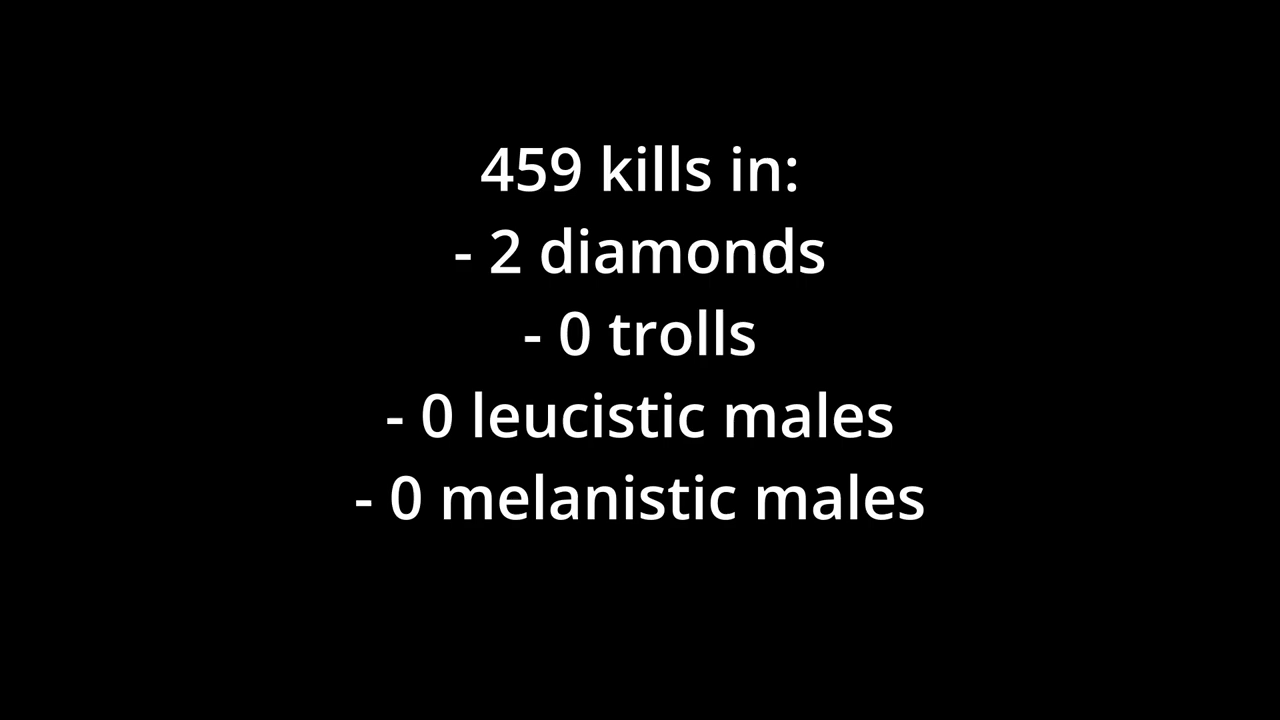 459 kills in:
- 2 diamonds
- 0 trolls
- 0 leucistic males
- 0 melanistic males